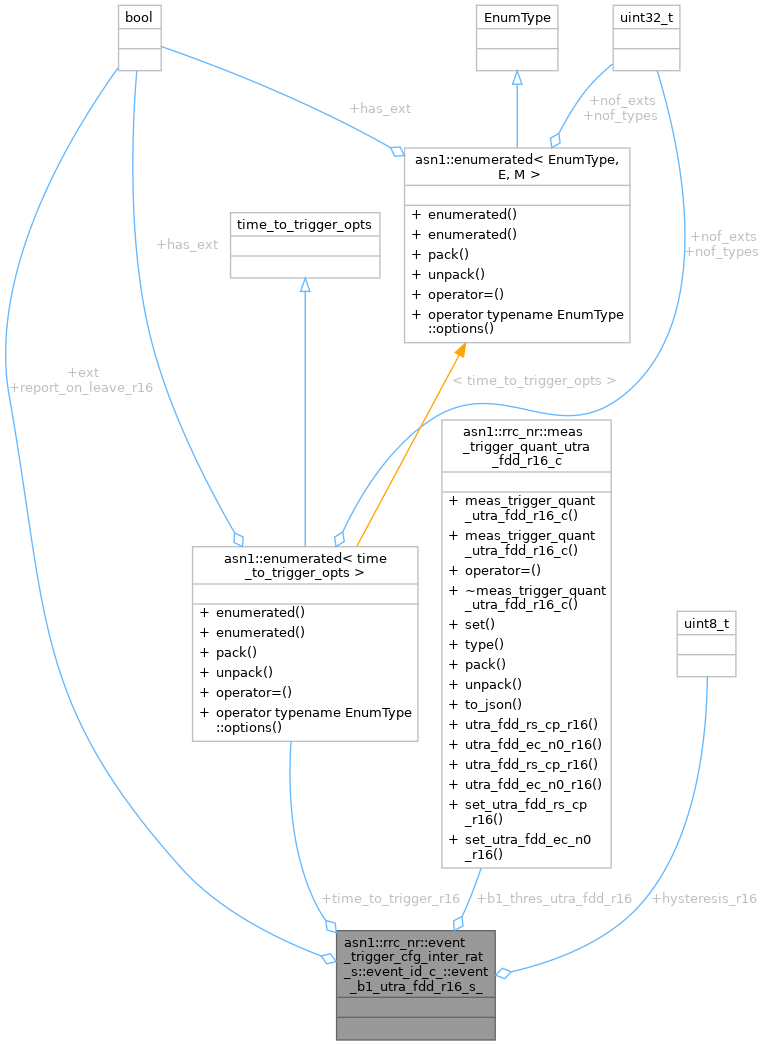 bool
EnumType
uint32_t
+has_ext
+nof_exts
+nof_types
asn1::enumerated< EnumType,
E, M >
+ enumerated()
+ enumerated()
+ pack()
+ unpack()
+ operator=()
+ operator typename EnumType
::options()
time_to_trigger_opts
+has_ext
+nof_exts
+nof_types
+ext
+report_on_leave_r16
< time_to_trigger_opts >
asn1::rrc_nr::meas
_trigger_quant_utra
_fdd_r16_c
+ meas_trigger_quant
_utra_fdd_r16_c()
+ meas_trigger_quant
_utra_fdd_r16_c()
+ operator=()
+ ~meas_trigger_quant
_utra_fdd_r16_c()
+ set()
+ type()
+ pack()
+ unpack()
+ to_json()
+ utra_fdd_rs_cp_r16()
+ utra_fdd_ec_n0_r16()
+ utra_fdd_rs_cp_r16()
+ utra_fdd_ec_n0_r16()
+ set_utra_fdd_rs_cp
_r16()
+ set_utra_fdd_ec_n0
_r16()
asn1::enumerated< time
_to_trigger_opts >
+ enumerated()
+ enumerated()
+ pack()
+ unpack()
+ operator=()
+ operator typename EnumType
::options()
uint8_t
+time_to_trigger_r16
+b1_thres_utra_fdd_r16
+hysteresis_r16
asn1::rrc_nr::event
_trigger_cfg_inter_rat
_s::event_id_c_::event
_b1_utra_fdd_r16_s_